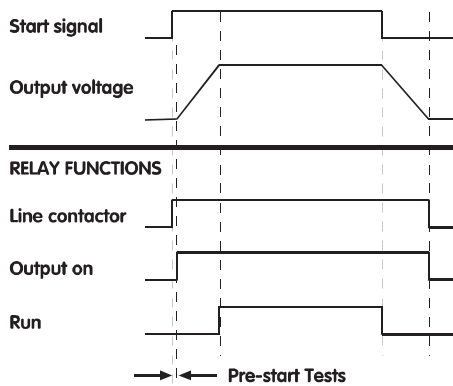 Start signal
Output voltage
RELAY FUNCTIONS
Line contactor
Output on
Run
Pre-start Tests